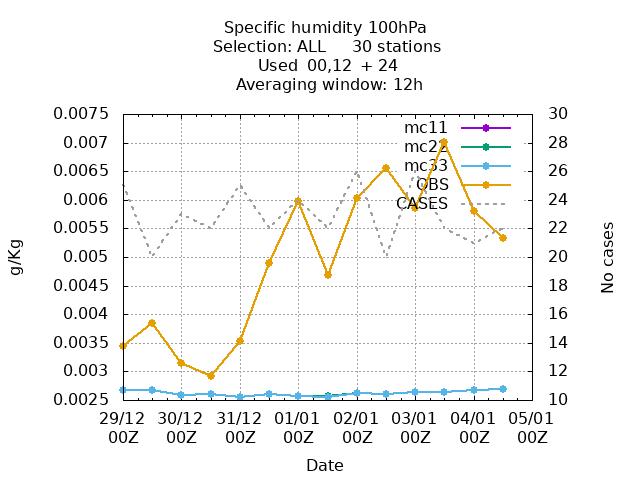 Specific humidity 100hPa
Selection: ALL 30 stations
Used 00,12 + 24
Averaging window: 12h
0.0075
0.007
0.0065
0.006
0.0055
0.005
0.0045
0.004
0.0035
0.003
0.0025
30
28
26
24
22
20
18
16
14
12
10
mc11
mc22
mc33
OBS
CASES
g/Kg
No cases
29/12 30/12 31/12 01/01 02/01 03/01 04/01 05/01
00Z 00Z 00Z 00Z 00Z 00Z 00Z 00Z
Date